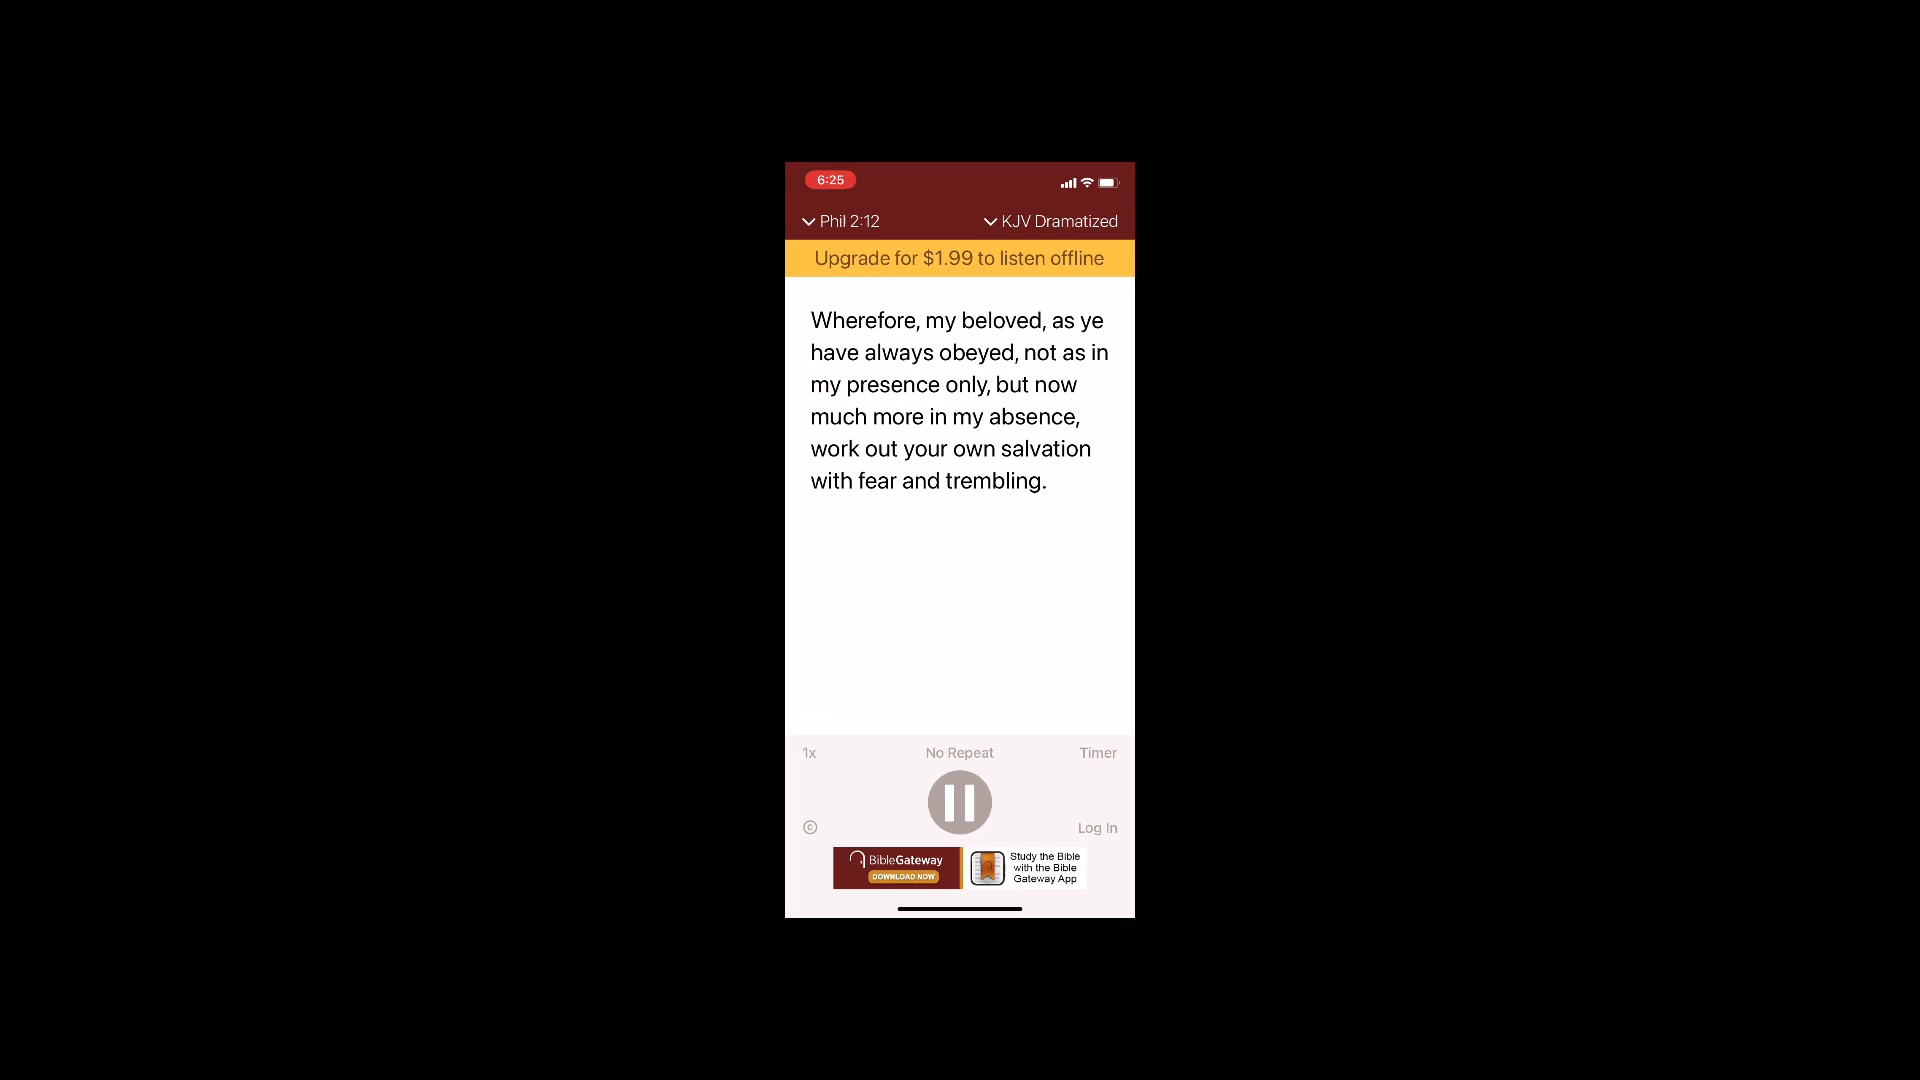 6:25
Phil 2:12
KJV Dramatized
Upgrade for $1.99 to listen offline
Wherefore, my beloved, as ye
have always obeyed, not as in
my presence only, but now
much more in my absence,
work out your own salvation
with fear and trembling.
1x
No Repeat
Timer
©
Log In
BibleGateway
DOWNLOAD NOW
Study the Bible
with the Bible
Gateway App